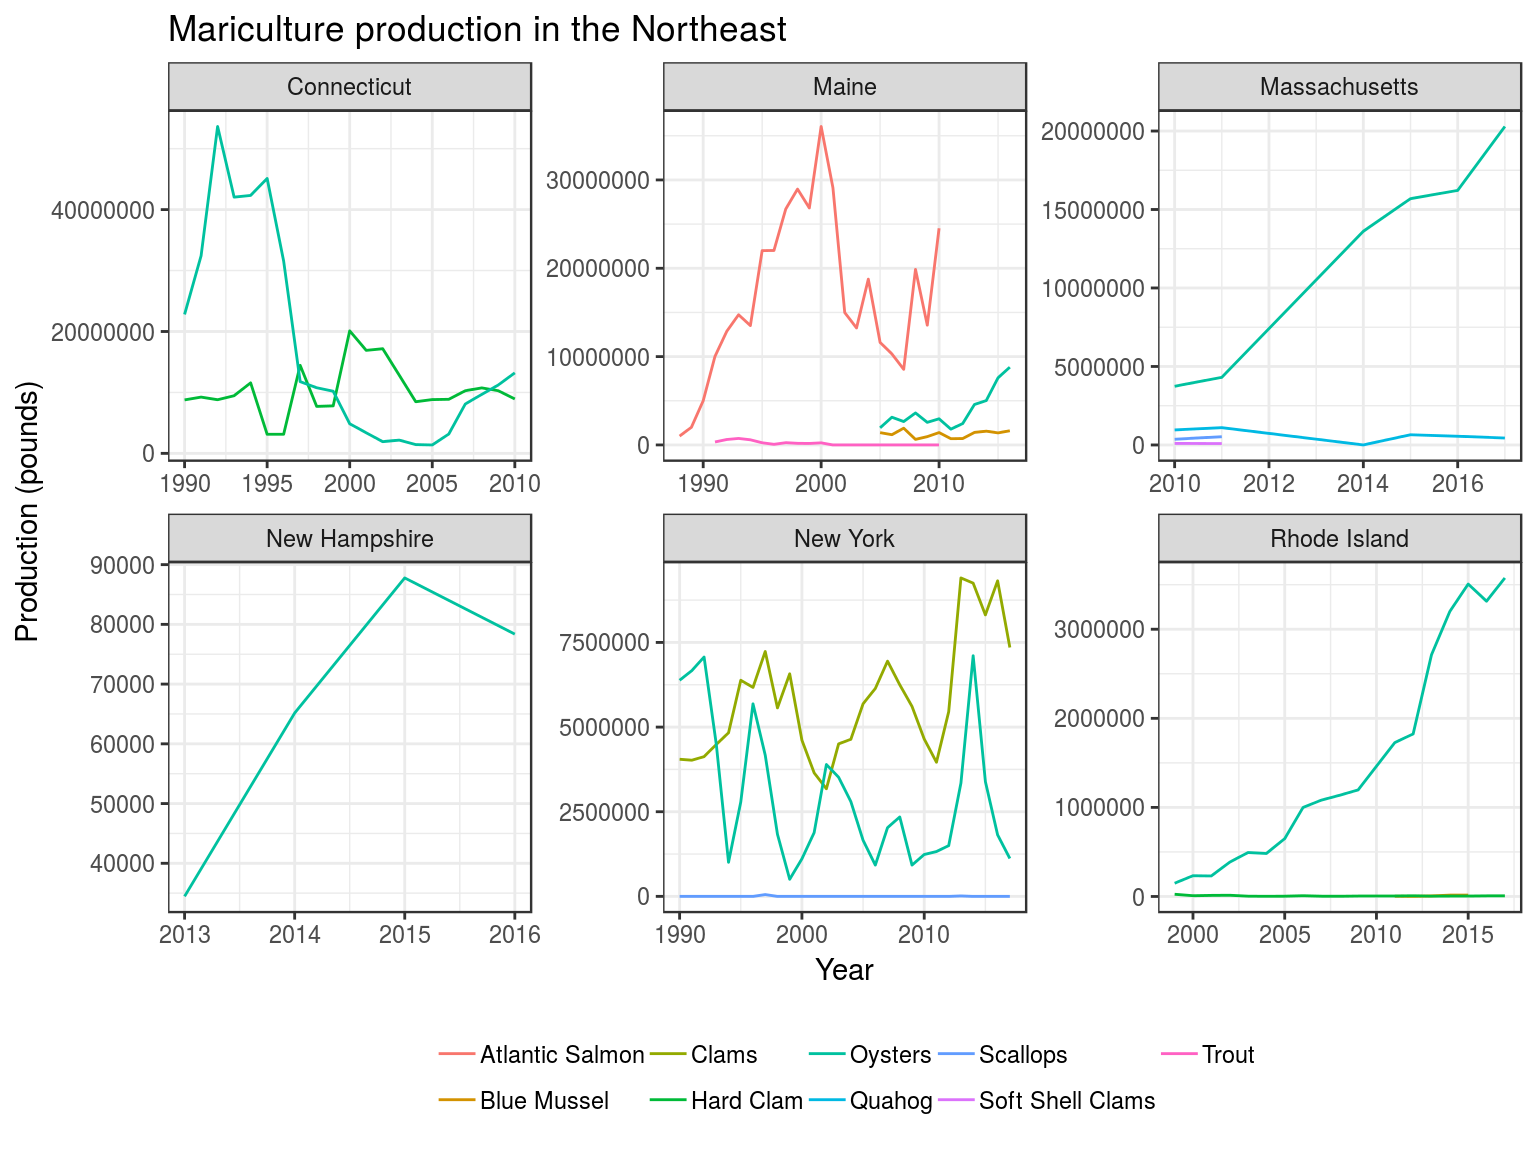 Mariculture production in the Northeast
Connecticut
Maine
Massachusetts
40000000
20000000
0
30000000
20000000
10000000
0
20000000
15000000
10000000
5000000
0
1990 1995 2000 2005 2010
1990 2000 2010
2010 2012 2014 2016
Production (pounds)
New Hampshire
New York
Rhode Island
90000
80000
70000
60000
50000
40000
7500000
5000000
2500000
0
3000000
2000000
1000000
0
2013 2014 2015 2016
1990 2000 2010
2000 2005 2010 2015
Year
Atlantic Salmon Clams Oysters Scallops Trout
Blue Mussel Hard Clam Quahog Soft Shell Clams